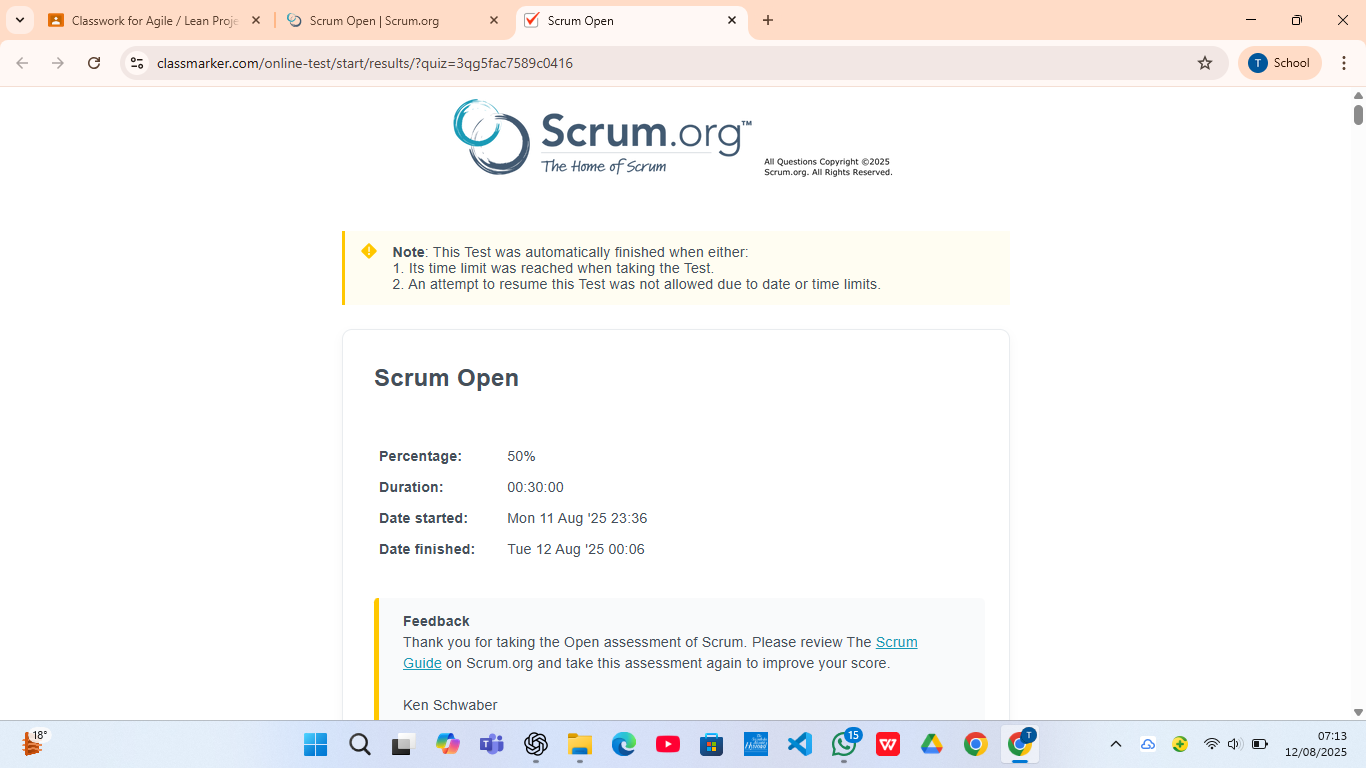 Classwork for Agile / Lean Proje
Scrum Open | Scrum.org
Scrum Open
classmarker.com/online-test/start/results/?quiz=3qg5fac7589c0416
T
School
Scrum.org™
The Home of Scrum
All Questions Copyright ©2025
Scrum.org. All Rights Reserved.
Note: This Test was automatically finished when either:
1. Its time limit was reached when taking the Test.
2. An attempt to resume this Test was not allowed due to date or time limits.
Scrum Open
Percentage: 50%
Duration: 00:30:00
Date started: Mon 11 Aug '25 23:36
Date finished: Tue 12 Aug '25 00:06
Feedback
Thank you for taking the Open assessment of Scrum. Please review The Scrum
Guide on Scrum.org and take this assessment again to improve your score.
Ken Schwaber
18°
15
W
T
07:13
12/08/2025